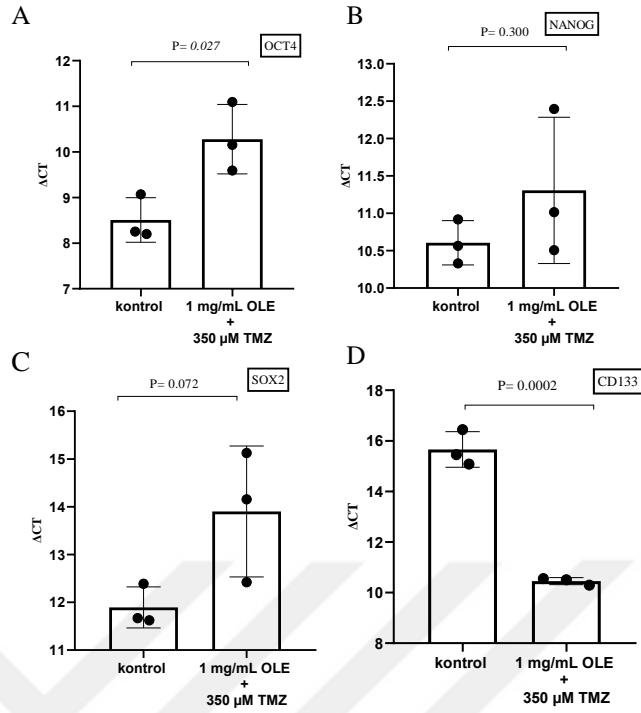 A
P= 0.027
OCT4
ΔCT
11
10
9
8
7
12
kontrol
1 mg/mL OLE
+
350 µM TMZ
B
P= 0.300
NANOG
ΔCT
13.0
12.5
12.0
11.5
11.0
10.5
10.0
kontrol
1 mg/mL OLE
+
350 µM TMZ
C
P= 0.072
SOX2
ΔCT
16
15
14
13
12
11
kontrol
1 mg/mL OLE
+
350 µM TMZ
D
P= 0.0002
CD133
ΔCT
18
16
14
12
10
8
kontrol
1 mg/mL OLE
+
350 µM TMZ